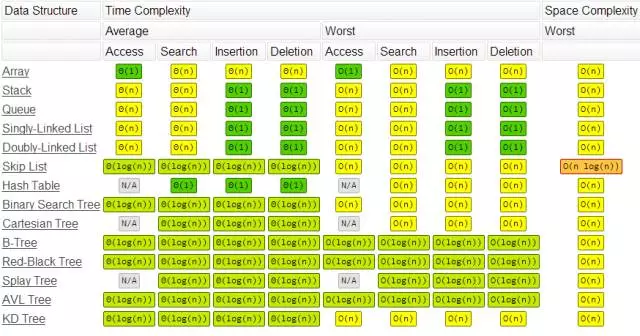 Data Structure Time Complexity Space Complexity
Average Worst Worst
Access Search Insertion Deletion Access Search Insertion Deletion
Array Θ(1) Θ(n) Θ(n) Θ(n) O(1) O(n) O(n) O(n) O(n)
Stack Θ(n) Θ(n) Θ(1) Θ(1) O(n) O(n) O(1) O(1) O(n)
Queue Θ(n) Θ(n) Θ(1) Θ(1) O(n) O(n) O(1) O(1) O(n)
Singly-Linked List Θ(n) Θ(n) Θ(1) Θ(1) O(n) O(n) O(1) O(1) O(n)
Doubly-Linked List Θ(n) Θ(n) Θ(1) Θ(1) O(n) O(n) O(1) O(1) O(n)
Skip List Θ(log(n)) Θ(log(n)) Θ(log(n)) Θ(log(n)) O(n) O(n) O(n) O(n) O(n log(n))
Hash Table N/A Θ(1) Θ(1) Θ(1) N/A O(n) O(n) O(n) O(n)
Binary Search Tree Θ(log(n)) Θ(log(n)) Θ(log(n)) Θ(log(n)) O(n) O(n) O(n) O(n) O(n)
Cartesian Tree N/A Θ(log(n)) Θ(log(n)) Θ(log(n)) N/A O(n) O(n) O(n) O(n)
B-Tree Θ(log(n)) Θ(log(n)) Θ(log(n)) Θ(log(n)) O(log(n)) O(log(n)) O(log(n)) O(log(n)) O(n)
Red-Black Tree Θ(log(n)) Θ(log(n)) Θ(log(n)) Θ(log(n)) O(log(n)) O(log(n)) O(log(n)) O(log(n)) O(n)
Splay Tree N/A Θ(log(n)) Θ(log(n)) Θ(log(n)) N/A O(log(n)) O(log(n)) O(log(n)) O(n)
AVL Tree Θ(log(n)) Θ(log(n)) Θ(log(n)) Θ(log(n)) O(log(n)) O(log(n)) O(log(n)) O(log(n)) O(n)
KD Tree Θ(log(n)) Θ(log(n)) Θ(log(n)) Θ(log(n)) O(n) O(n) O(n) O(n) O(n)